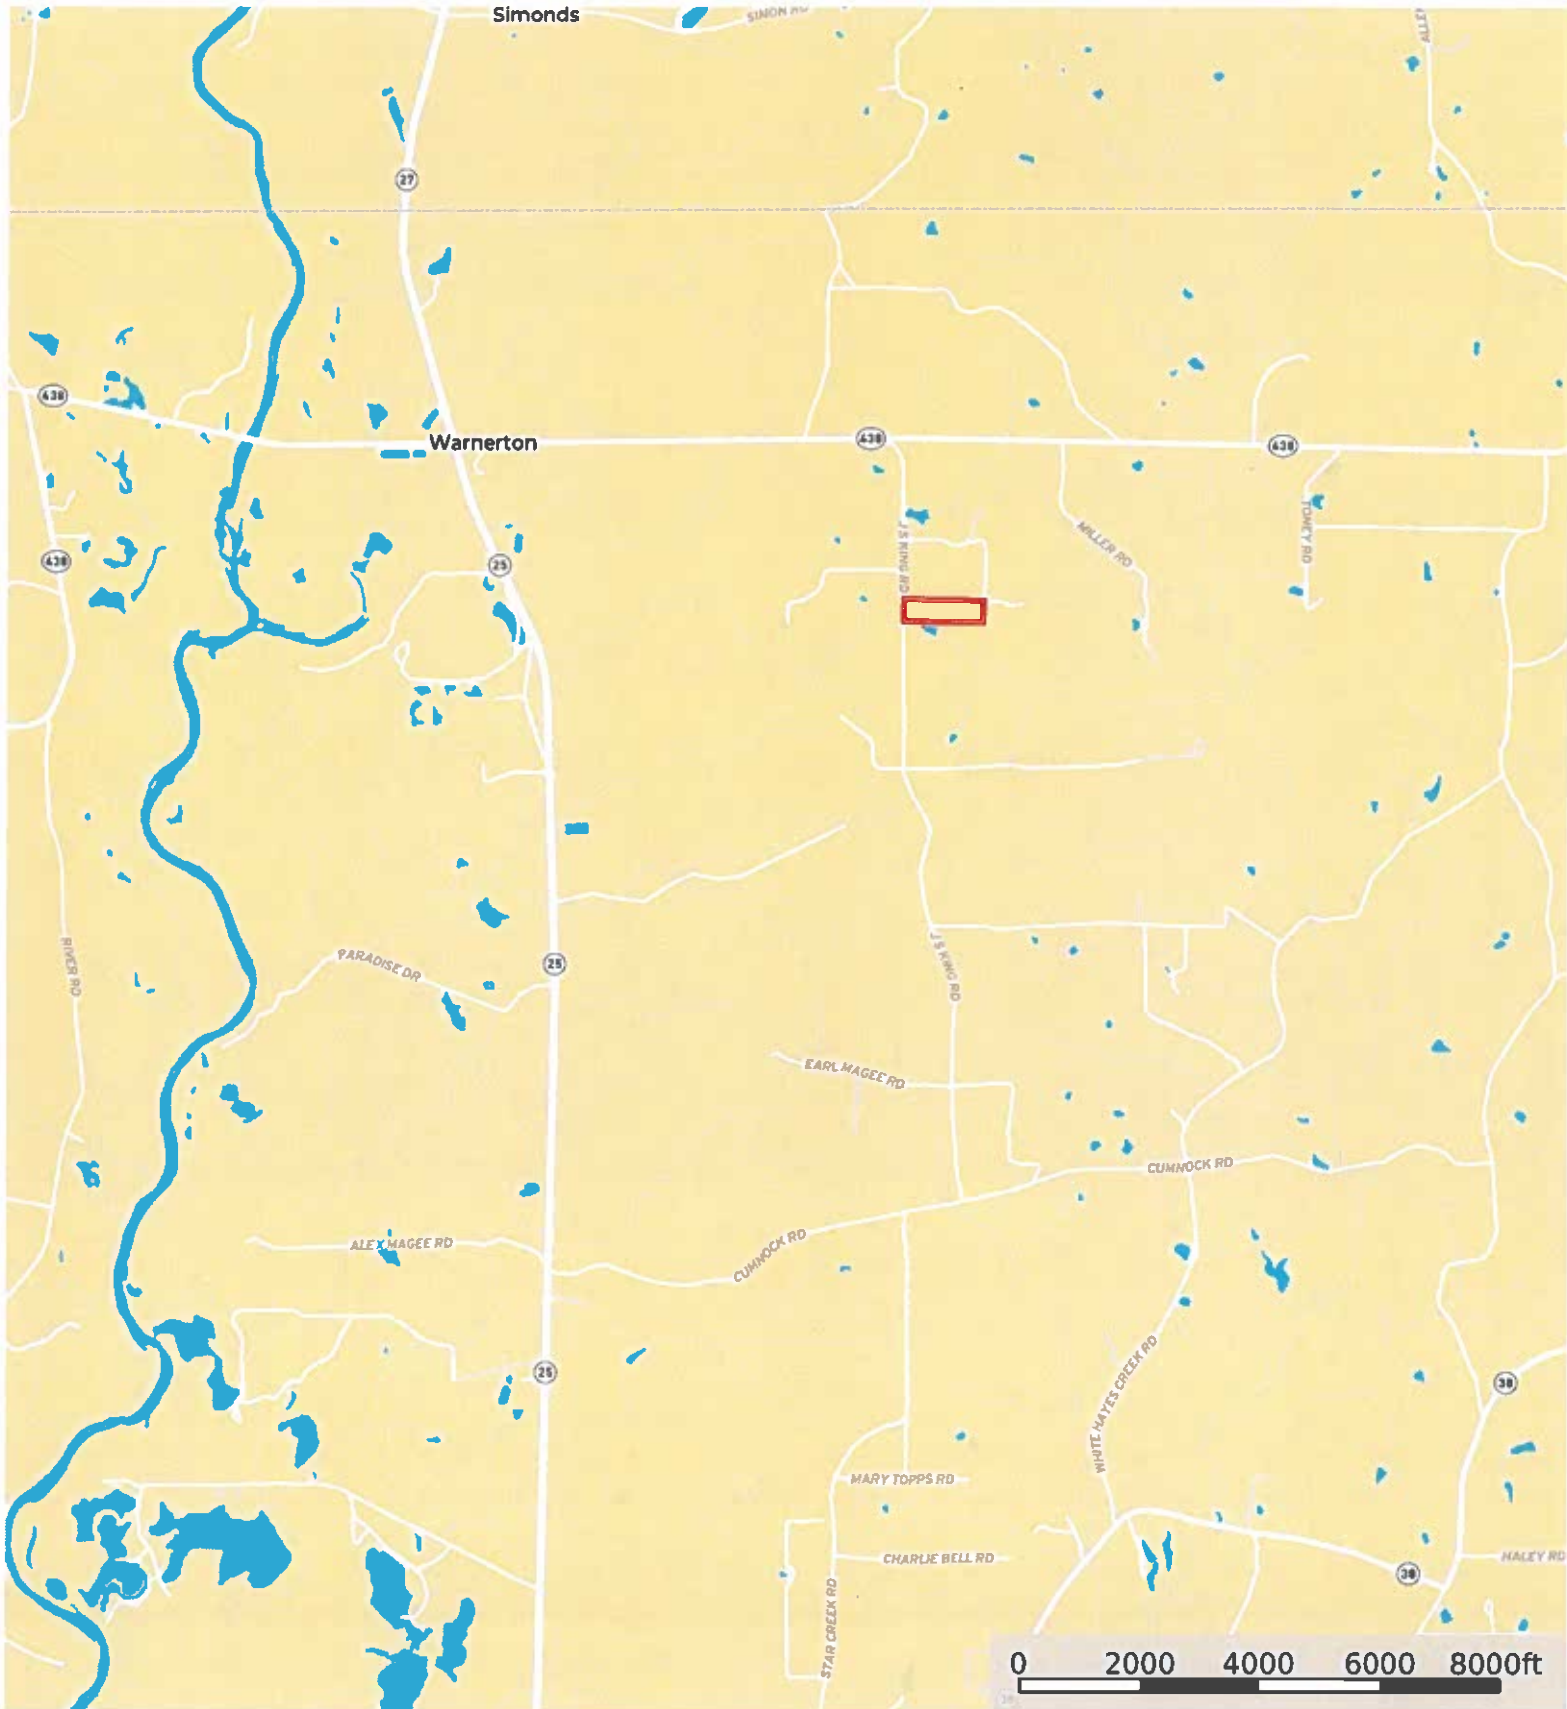 Simonds
SIMON RD
27
438
Warnerton
438
438
J S KING RD
MILLER RD
TOMEY RD
438
25
RIVER RD
PARADISE DR
25
J S KING RD
EARL MAGEE RD
CUMNOCK RD
ALEX MAGEE RD
CUMNOCK RD
WHITE HAYES CREEK RD
25
38
MARY TOPPS RD
CHARLIE BELL RD
38
HALEY RD
STAR CREEK RD
0 2000 4000 6000 8000ft